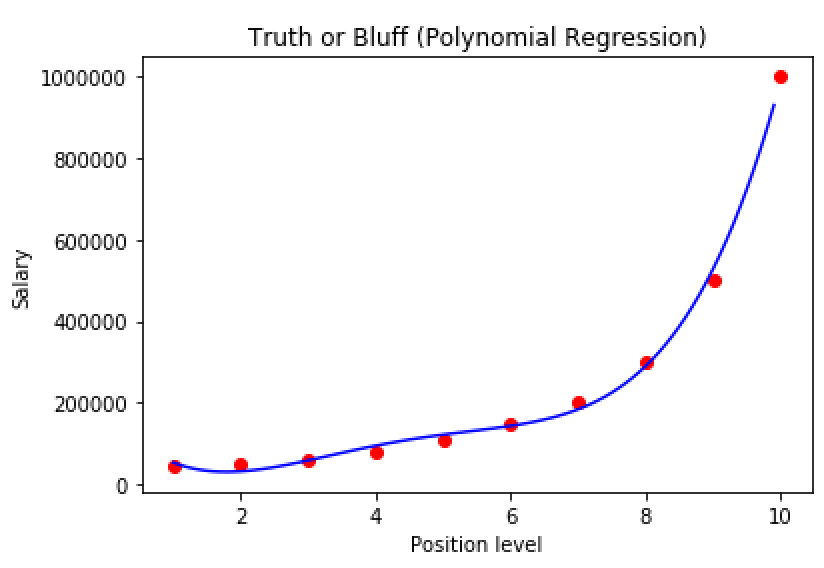 Truth or Bluff (Polynomial Regression)
1000000
800000
600000
400000
200000
0
Salary
2 4 6 8 10
Position level